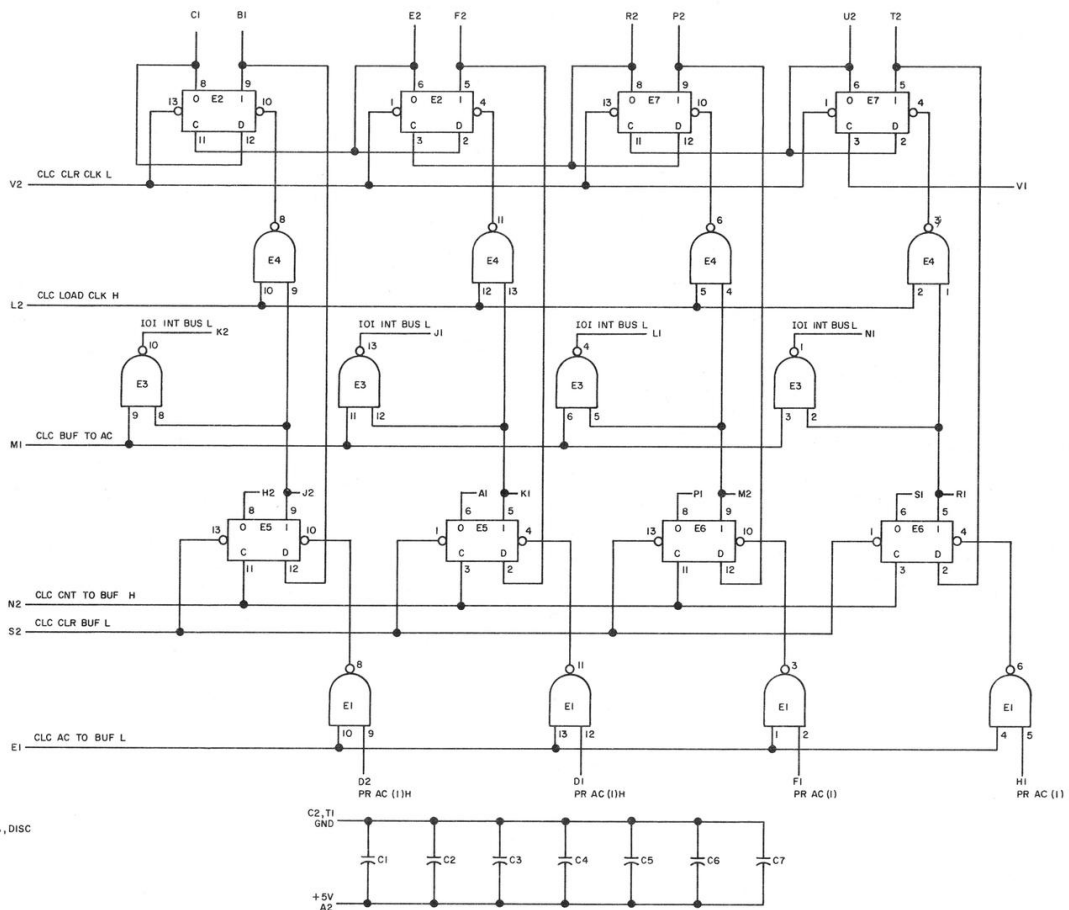 C1 B1 E2 F2 R2 P2 U2 T2
8 9 6 5 8 9 6 5
13 O E2 I 10 1 O E2 I 4 13 O E7 I 10 1 O E7 I 4
C D C D C D C D
11 12 3 2 11 12 3 2
V2 CLC CLR CLK L V1
8 11 6 3
E4 E4 E4 E4
10 9 12 13 5 4 2 1
L2 CLC LOAD CLK H
IOI INT BUS L K2 IOI INT BUS L J1 IOI INT BUS L L1 IOI INT BUS L N1
10 13 4 1
E3 E3 E3 E3
9 8 11 12 6 5 3 2
M1 CLC BUF TO AC
H2 J2 A1 K1 P1 M2 S1 R1
8 9 6 5 8 9 6 5
13 O E5 I 10 1 O E5 I 4 13 O E6 I 10 1 O E6 I 4
C D C D C D C D
11 12 3 2 11 12 3 2
N2 CLC CNT TO BUF H
S2 CLC CLR BUF L
8 11 3 6
E1 E1 E1 E1
10 9 13 12 1 2 4 5
E1 CLC AC TO BUF L
D2 D1 F1 H1
PR AC (1)H PR AC (1)H PR AC (1) PR AC (1)
C2,T1
GND
, DISC
C1 C2 C3 C4 C5 C6 C7
+5V
A2